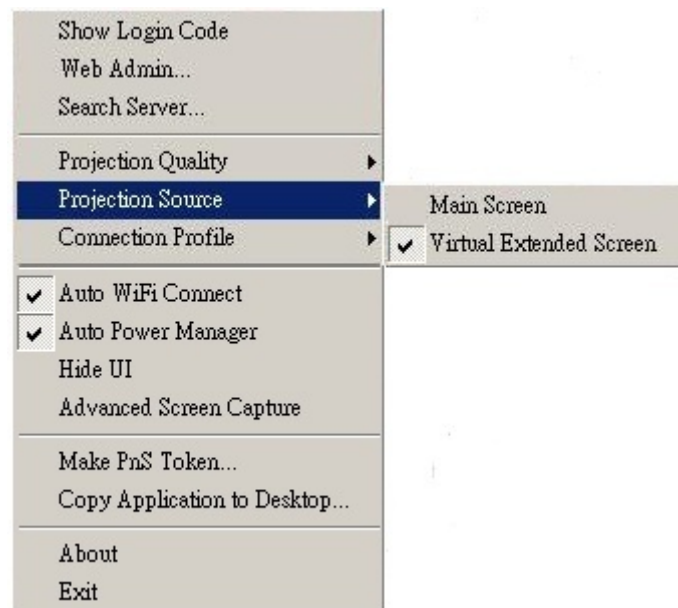 Show Login Code
Web Admin...
Search Server...
Projection Quality
Projection Source
Main Screen
Connection Profile
Virtual Extended Screen
Auto WiFi Connect
Auto Power Manager
Hide UI
Advanced Screen Capture
Make PnS Token...
Copy Application to Desktop...
About
Exit